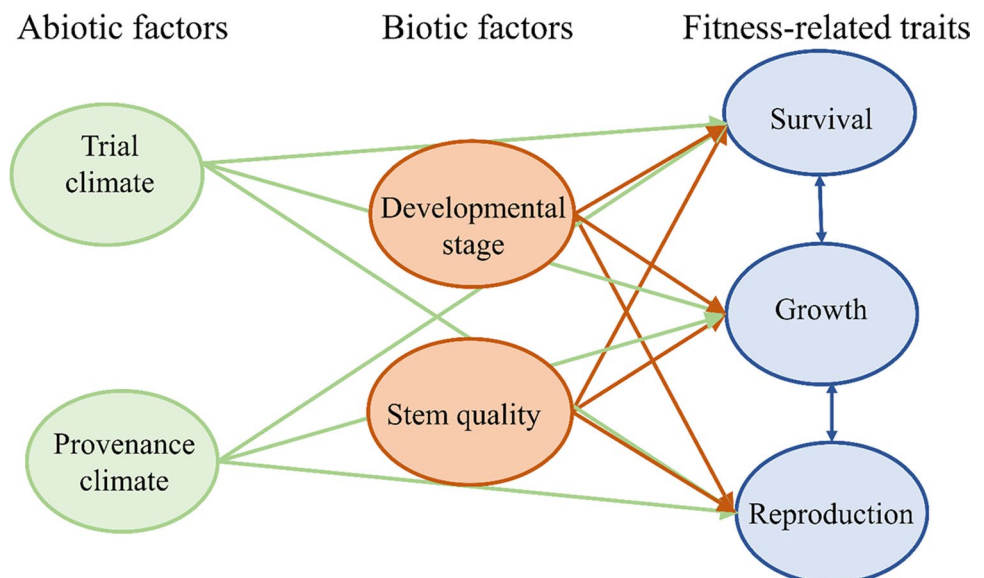 Abiotic factors
Biotic factors
Fitness-related traits
Trial
climate
Provenance
climate
Developmental
stage
Stem quality
Survival
Growth
Reproduction